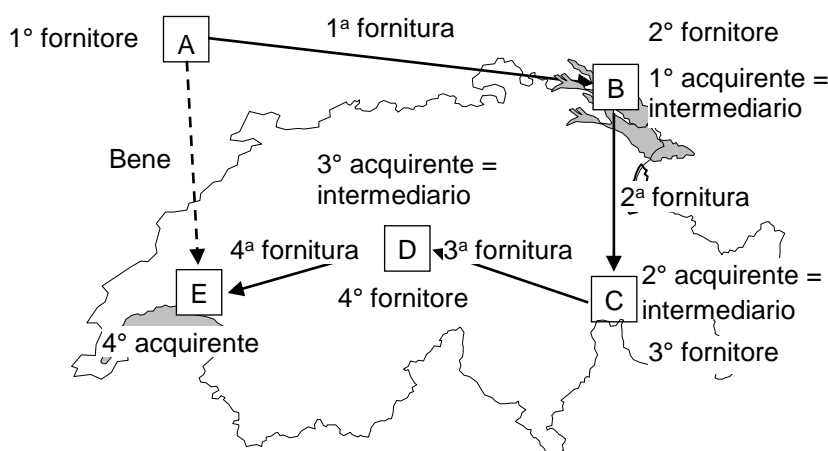 1° fornitore
A
1ª fornitura
2° fornitore
B
1° acquirente =
intermediario
Bene
3° acquirente =
intermediario
2ª fornitura
4ª fornitura
D
3ª fornitura
E
4° fornitore
C
2° acquirente =
intermediario
4° acquirente
3° fornitore